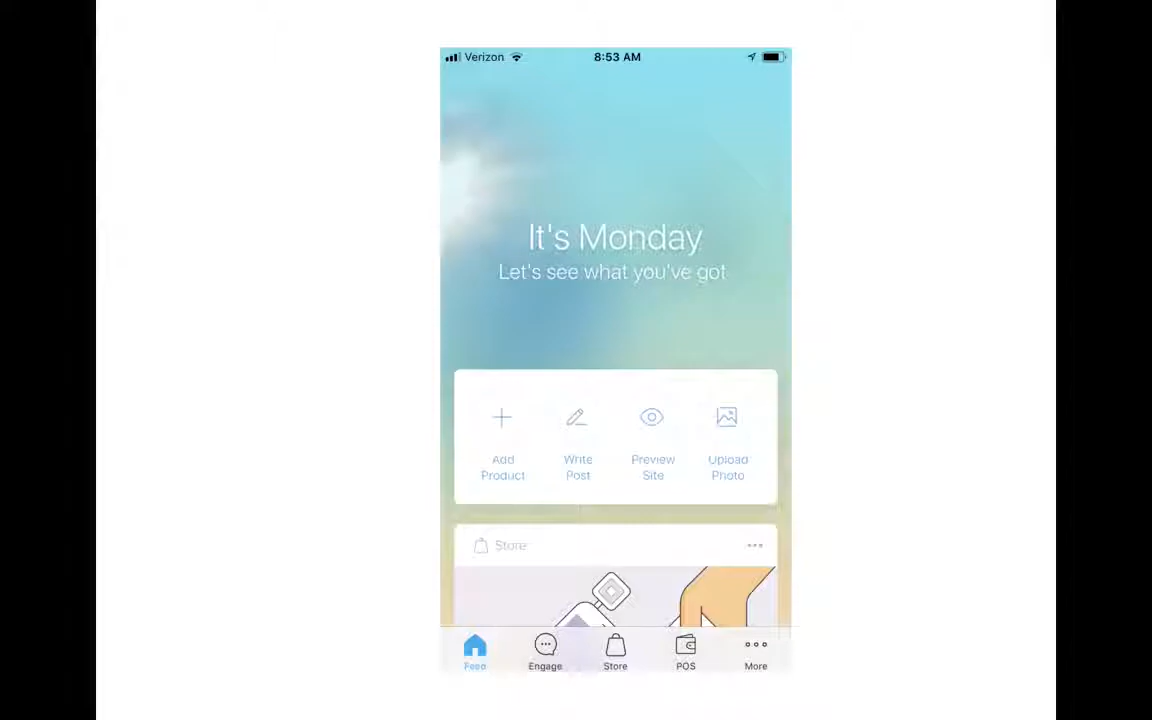 Verizon 8:53 AM
It's Monday
Let's see what you've got
Add Product
Write Post
Preview Site
Upload Photo
Store
Feed
Engage
Store
POS
More